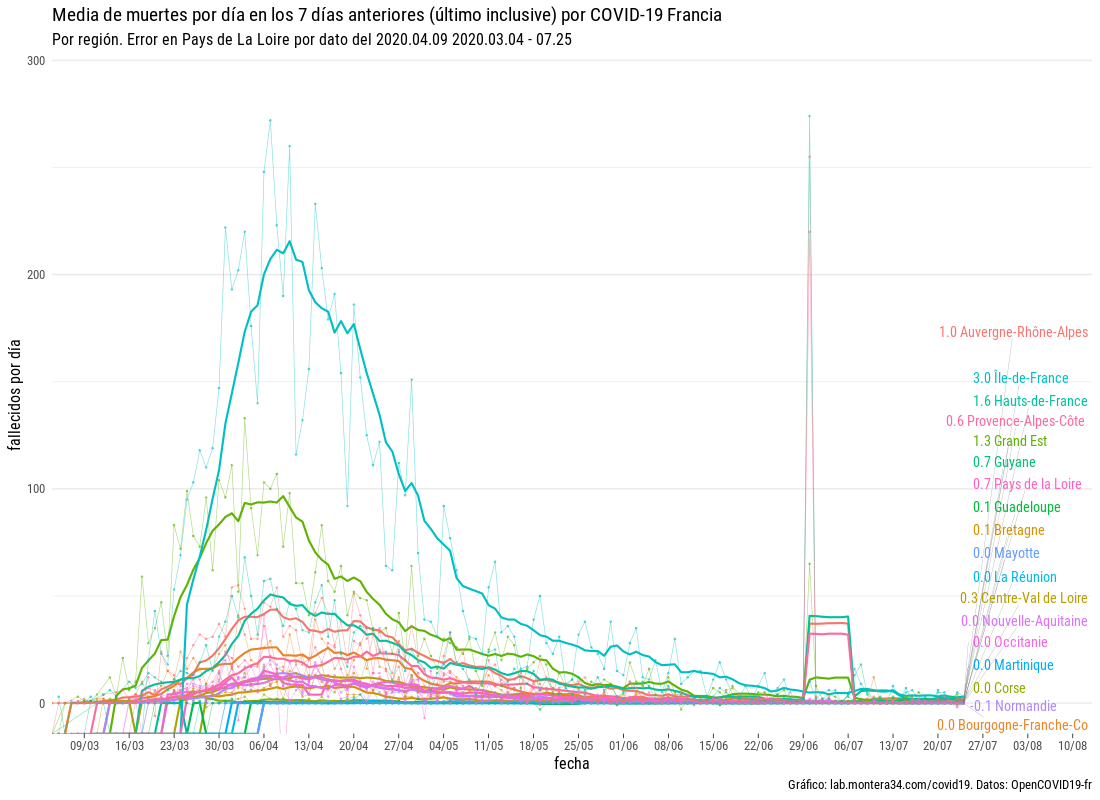 Media de muertes por día en los 7 días anteriores (último inclusive) por COVID-19 Francia
Por región. Error en Pays de La Loire por dato del 2020.04.09 2020.03.04 - 07.25
300
200
100
0
fallecidos por día
1.0 Auvergne-Rhône-Alpes
3.0 Île-de-France
1.6 Hauts-de-France
0.6 Provence-Alpes-Côte
1.3 Grand Est
0.7 Guyane
0.7 Pays de la Loire
0.1 Guadeloupe
0.1 Bretagne
0.0 Mayotte
0.0 La Réunion
0.3 Centre-Val de Loire
0.0 Nouvelle-Aquitaine
0.0 Occitanie
0.0 Martinique
0.0 Corse
-0.1 Normandie
0.0 Bourgogne-Franche-Co
09/03 16/03 23/03 30/03 06/04 13/04 20/04 27/04 04/05 11/05 18/05 25/05 01/06 08/06 15/06 22/06 29/06 06/07 13/07 20/07 27/07 03/08 10/08
fecha
Gráfico: lab.montera34.com/covid19. Datos: OpenCOVID19-fr